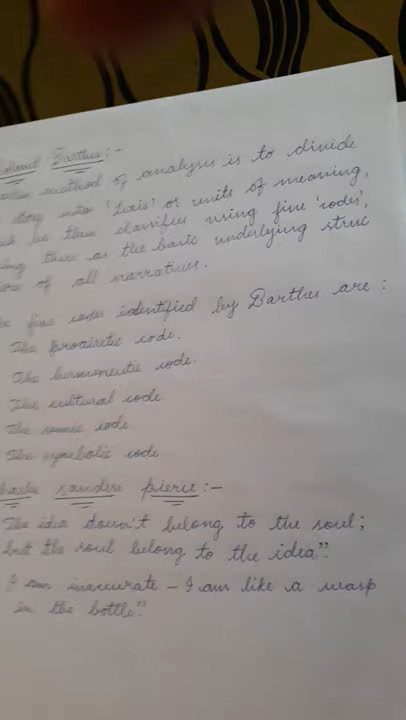 Barthes:-
method of analysis is to divide
story into 'Lexis' or units of meaning,
he then classifies using five 'codes',
these as the basic underlying struc
of all narratives.
five codes identified by Barthes are :
The proairetic code.
The hermeneutic code.
The cultural code
The semic code
The symbolic code
saunders pierce:-
The idea doesn't belong to the soul;
but the soul belong to the idea"
I am inaccurate - I am like a wasp
in the bottle"